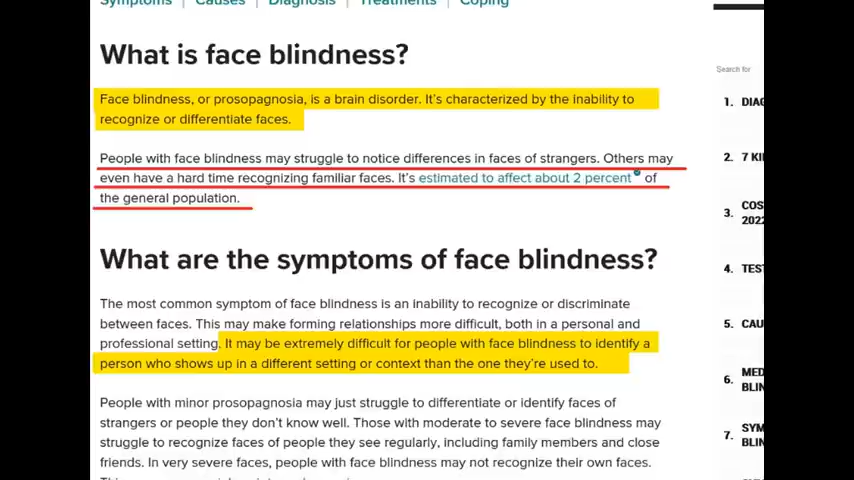 Symptoms | Causes | Diagnosis | Treatments | Coping
What is face blindness?
Face blindness, or prosopagnosia, is a brain disorder. It's characterized by the inability to
recognize or differentiate faces.
People with face blindness may struggle to notice differences in faces of strangers. Others may
even have a hard time recognizing familiar faces. It's estimated to affect about 2 percent of
the general population.
What are the symptoms of face blindness?
The most common symptom of face blindness is an inability to recognize or discriminate
between faces. This may make forming relationships more difficult, both in a personal and
professional setting. It may be extremely difficult for people with face blindness to identify a
person who shows up in a different setting or context than the one they're used to.
People with minor prosopagnosia may just struggle to differentiate or identify faces of
strangers or people they don't know well. Those with moderate to severe face blindness may
struggle to recognize faces of people they see regularly, including family members and close
friends. In very severe faces, people with face blindness may not recognize their own faces.
Search for
1. DIAG
2. 7 KI
3. COS
2022
4. TEST
5. CAU
6. MED
BLIN
7. SYM
BLIN